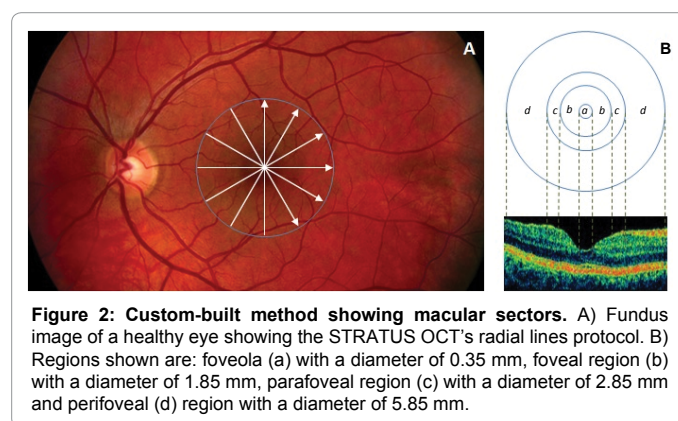 A
B
d c b a b c d
Figure 2: Custom-built method showing macular sectors. A) Fundus
image of a healthy eye showing the STRATUS OCT's radial lines protocol. B)
Regions shown are: foveola (a) with a diameter of 0.35 mm, foveal region (b)
with a diameter of 1.85 mm, parafoveal region (c) with a diameter of 2.85 mm
and perifoveal (d) region with a diameter of 5.85 mm.